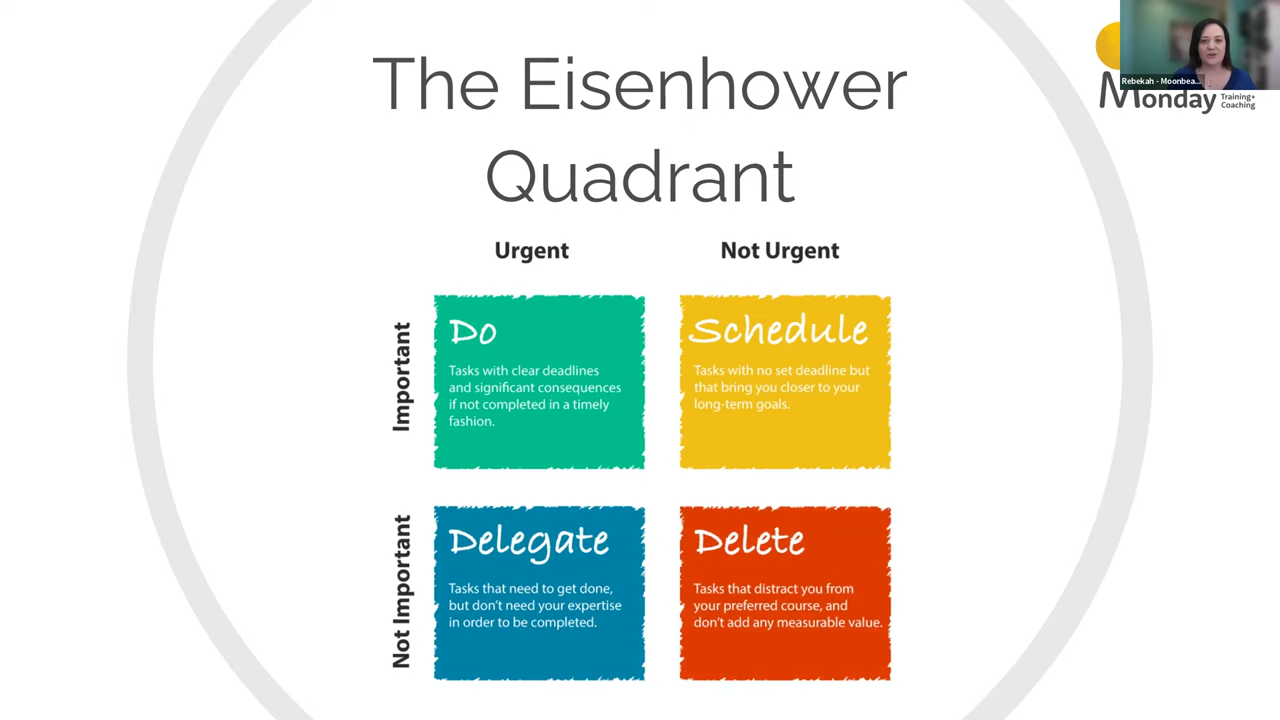 The Eisenhower
Quadrant
Rebekah - Moonbea...
Monday
Training+
Coaching
Urgent
Not Urgent
Important
Do
Tasks with clear deadlines
and significant consequences
if not completed in a timely
fashion.
Schedule
Tasks with no set deadline but
that bring you closer to your
long-term goals.
Not Important
Delegate
Tasks that need to get done,
but don't need your expertise
in order to be completed.
Delete
Tasks that distract you from
your preferred course, and
don't add any measurable value.